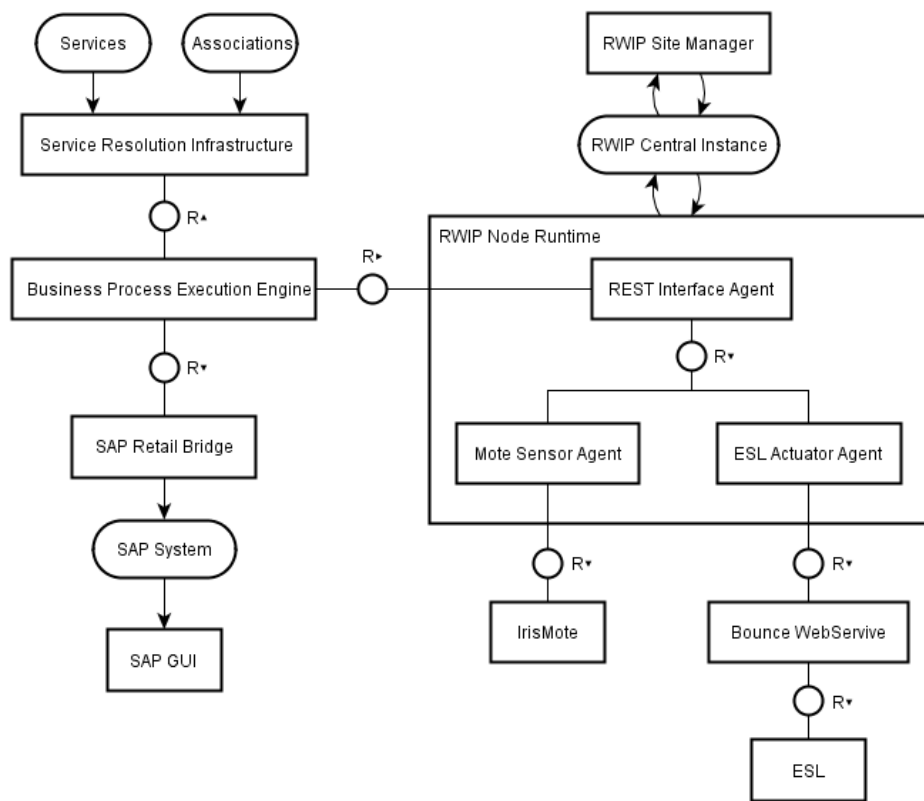 Services
Associations
RWIP Site Manager
Service Resolution Infrastructure
RWIP Central Instance
R▴
RWIP Node Runtime
R▸
Business Process Execution Engine
REST Interface Agent
R▾
R▾
SAP Retail Bridge
Mote Sensor Agent
ESL Actuator Agent
SAP System
R▾
R▾
IrisMote
Bounce WebServive
SAP GUI
R▾
ESL